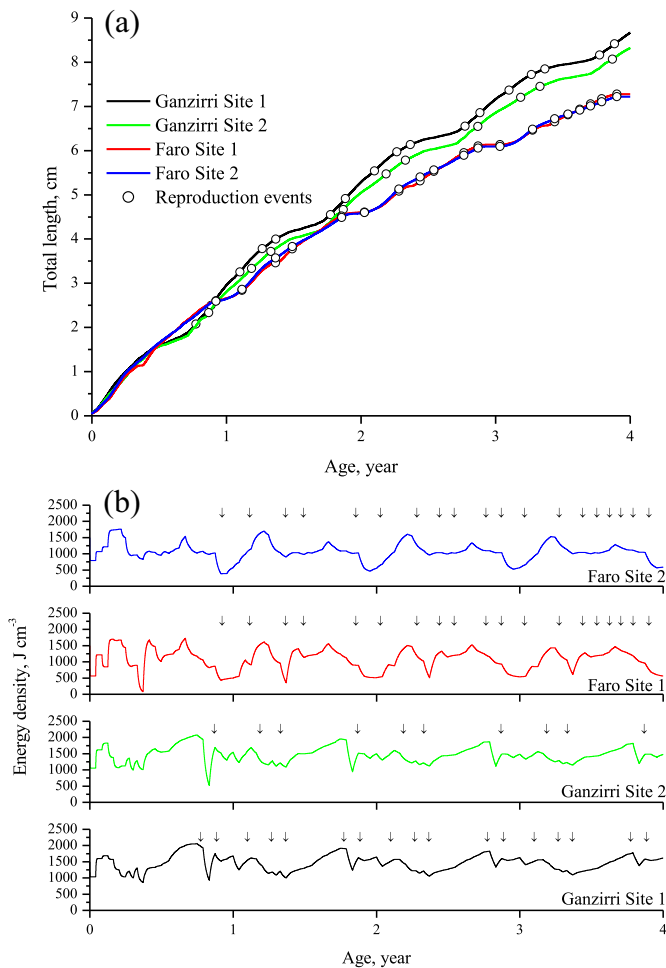 (a)
9
8
7
6
5
4
3
2
1
0
Total length, cm
Ganzirri Site 1
Ganzirri Site 2
Faro Site 1
Faro Site 2
Reproduction events
0 1 2 3 4
Age, year
(b)
Energy density, J cm⁻³
2500
2000
1500
1000
500
0
↓ ↓ ↓ ↓ ↓ ↓ ↓ ↓ ↓ ↓ ↓ ↓ ↓ ↓ ↓ ↓ ↓ ↓ ↓
Faro Site 2
2500
2000
1500
1000
500
0
↓ ↓ ↓ ↓ ↓ ↓ ↓ ↓ ↓ ↓ ↓ ↓ ↓ ↓ ↓ ↓ ↓ ↓ ↓
Faro Site 1
2500
2000
1500
1000
500
0
↓ ↓ ↓ ↓ ↓ ↓ ↓ ↓ ↓ ↓
Ganzirri Site 2
2500
2000
1500
1000
500
0
↓ ↓ ↓ ↓ ↓ ↓ ↓ ↓ ↓ ↓ ↓ ↓ ↓ ↓ ↓ ↓ ↓
Ganzirri Site 1
0 1 2 3 4
Age, year